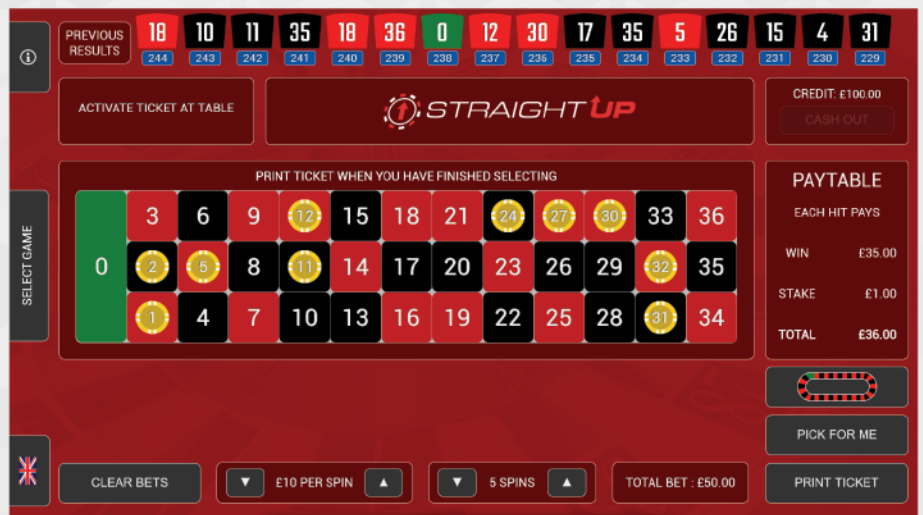 PREVIOUS
RESULTS
18 10 11 35 18 36 0 12 30 17 35 5 26 15 4 31
244 243 242 241 240 239 238 237 236 235 234 233 232 231 230 229
ACTIVATE TICKET AT TABLE
STRAIGHT UP
CREDIT: £100.00
CASH OUT
SELECT GAME
PRINT TICKET WHEN YOU HAVE FINISHED SELECTING
3 6 9 12 15 18 21 24 27 30 33 36
0 2 5 8 11 14 17 20 23 26 29 32 35
1 4 7 10 13 16 19 22 25 28 31 34
PAYTABLE
EACH HIT PAYS
WIN £35.00
STAKE £1.00
TOTAL £36.00
PICK FOR ME
CLEAR BETS
£10 PER SPIN
5 SPINS
TOTAL BET : £50.00
PRINT TICKET